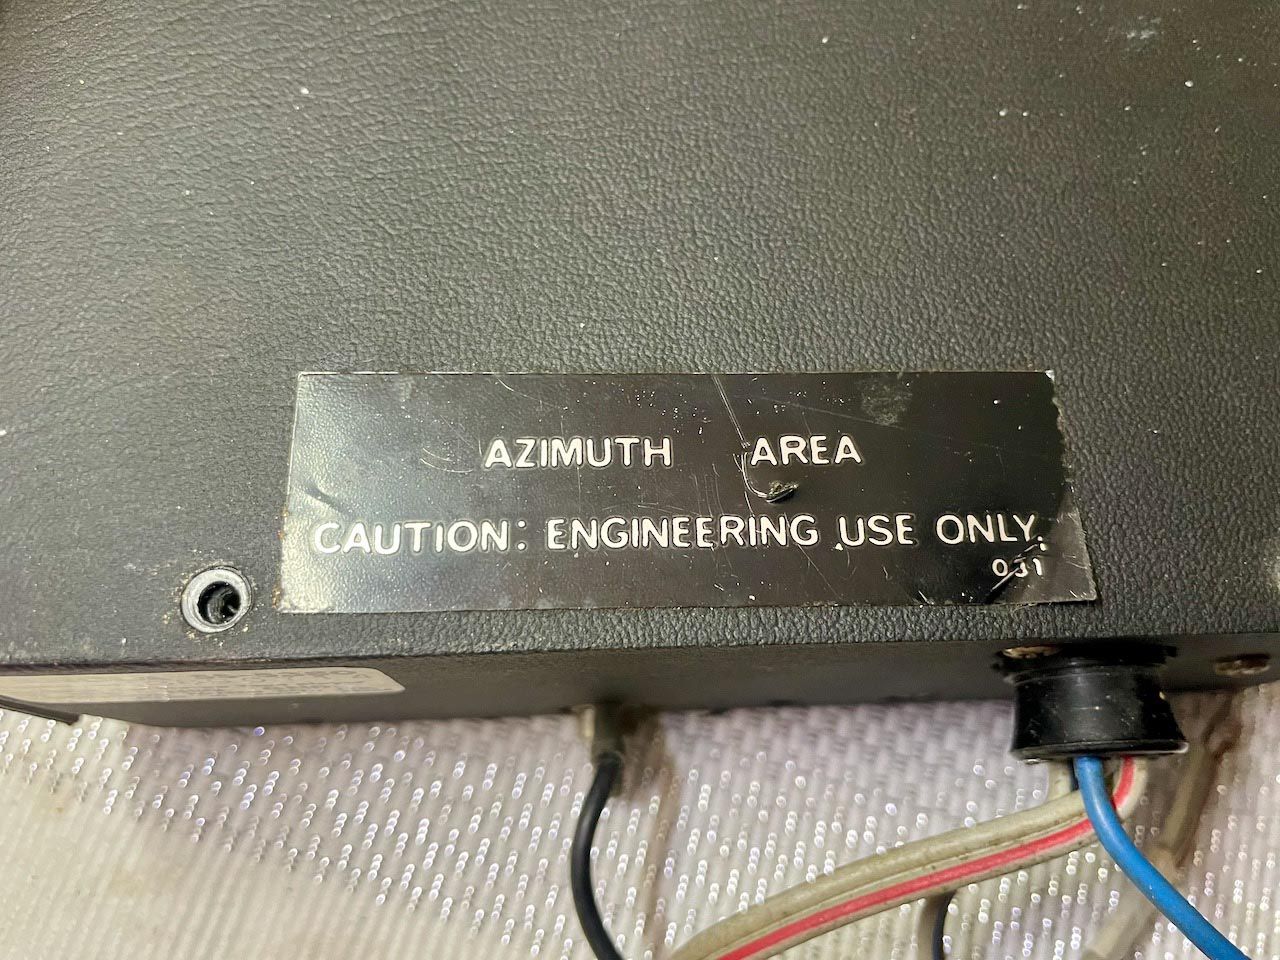 AZIMUTH AREA
CAUTION: ENGINEERING USE ONLY.
031